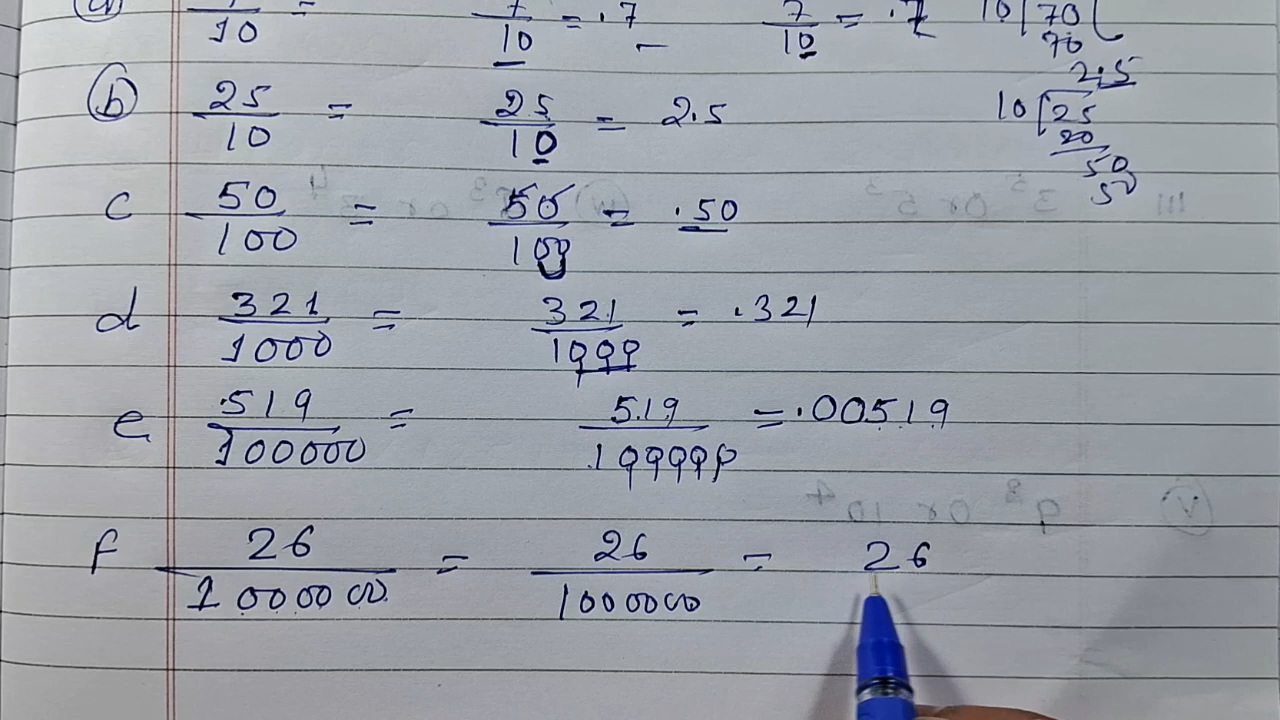 a 7/10 = 7/10 = .7 7/10 = .7 10)70(
70
b 25/10 = 25/10 = 2.5 10)25 2.5
20
50
50
c 50/100 = 50/100 = .50
d 321/1000 = 321/1000 = .321
e .519/100000 = 519/100000 = .00519
f 26/1000000 = 26/1000000 = 26